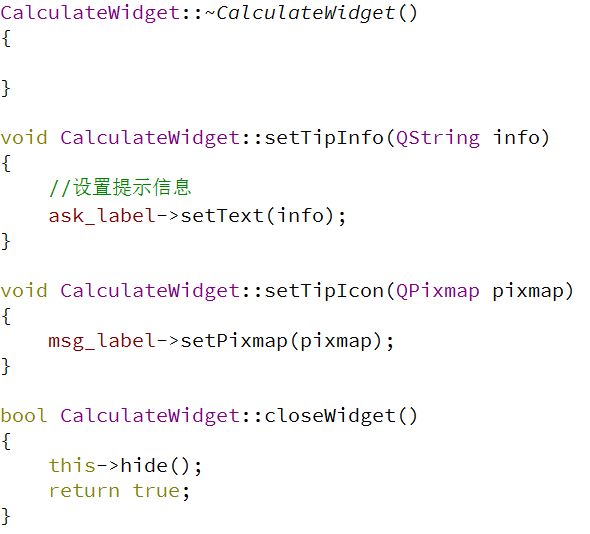 CalculateWidget::~CalculateWidget()
{
}
void CalculateWidget::setTipInfo(QString info)
{
    //设置提示信息
    ask_label->setText(info);
}
void CalculateWidget::setTipIcon(QPixmap pixmap)
{
    msg_label->setPixmap(pixmap);
}
bool CalculateWidget::closeWidget()
{
    this->hide();
    return true;
}